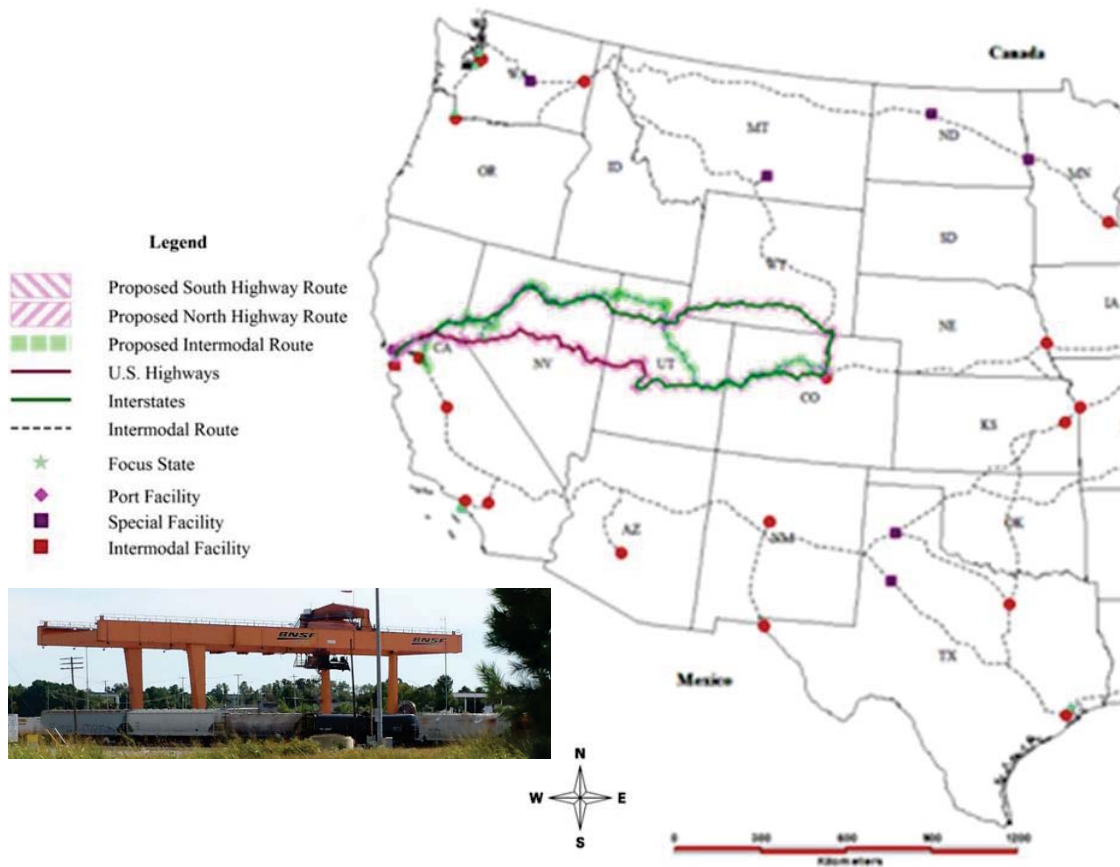 Canada
WA
MT
ND
OR
ID
MN
SD
WY
IA
NE
CA
NV
UT
CO
KS
AZ
NM
OK
TX
Mexico
Legend
Proposed South Highway Route
Proposed North Highway Route
Proposed Intermodal Route
U.S. Highways
Interstates
Intermodal Route
Focus State
Port Facility
Special Facility
Intermodal Facility
BNSF
BNSF
N
W E
S
0 300 600 900 1200
Kilometers